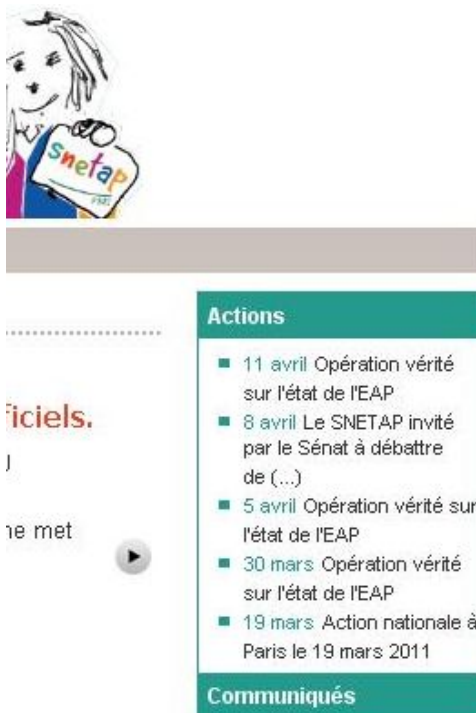 snetap
FSU
Actions
11 avril Opération vérité
sur l'état de l'EAP
ficiels.
8 avril Le SNETAP invité
par le Sénat à débattre
de (...)
5 avril Opération vérité sur
l'état de l'EAP
ne met
30 mars Opération vérité
sur l'état de l'EAP
19 mars Action nationale à
Paris le 19 mars 2011
Communiqués